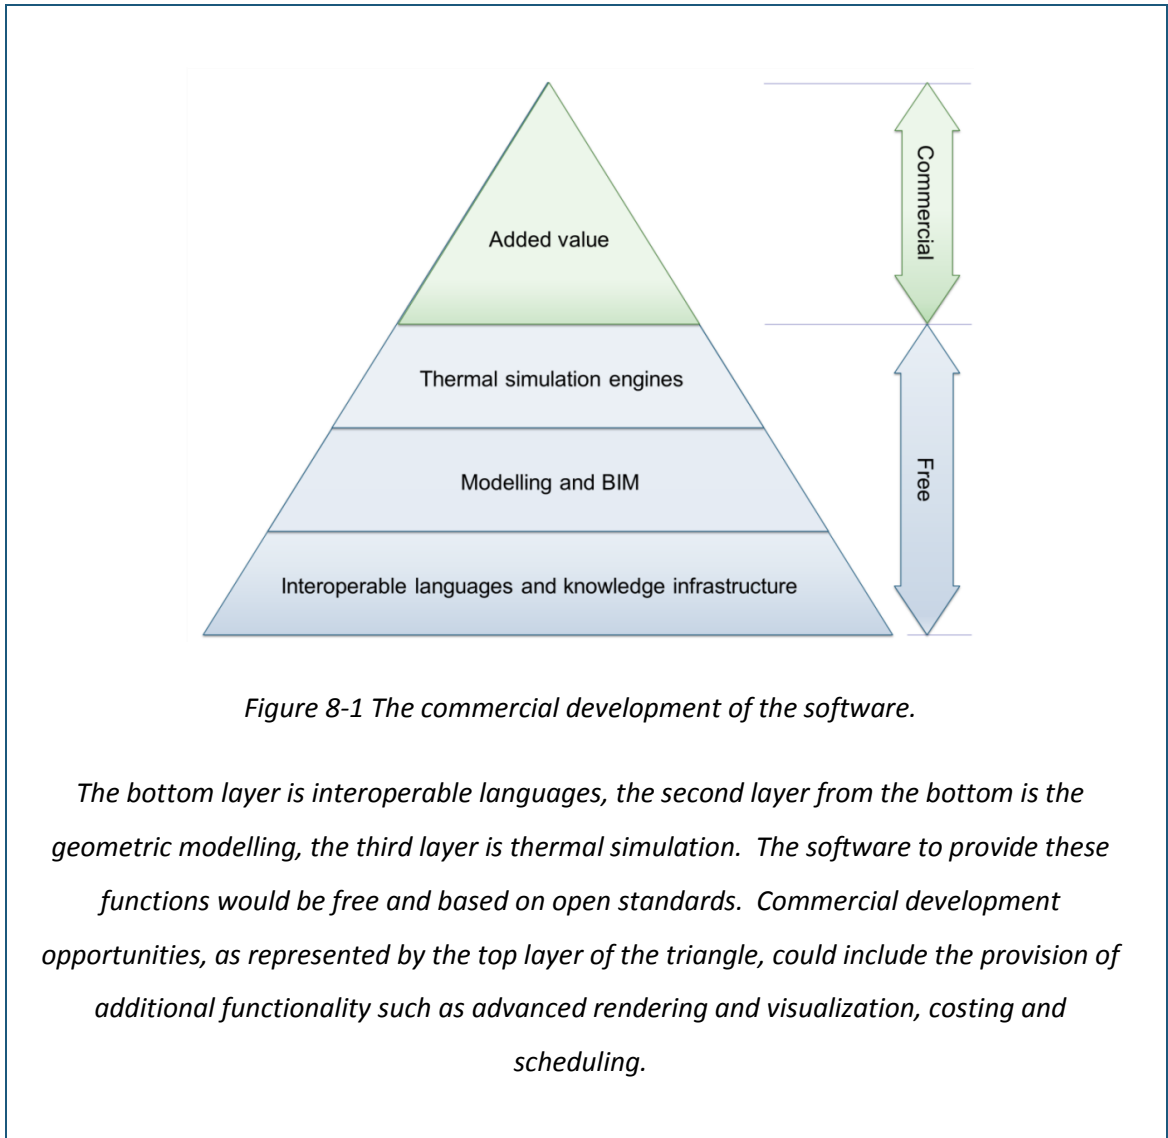 Commercial
Added value
Thermal simulation engines
Modelling and BIM
Free
Interoperable languages and knowledge infrastructure
Figure 8-1 The commercial development of the software.
The bottom layer is interoperable languages, the second layer from the bottom is the
geometric modelling, the third layer is thermal simulation.  The software to provide these
functions would be free and based on open standards.  Commercial development
opportunities, as represented by the top layer of the triangle, could include the provision of
additional functionality such as advanced rendering and visualization, costing and
scheduling.